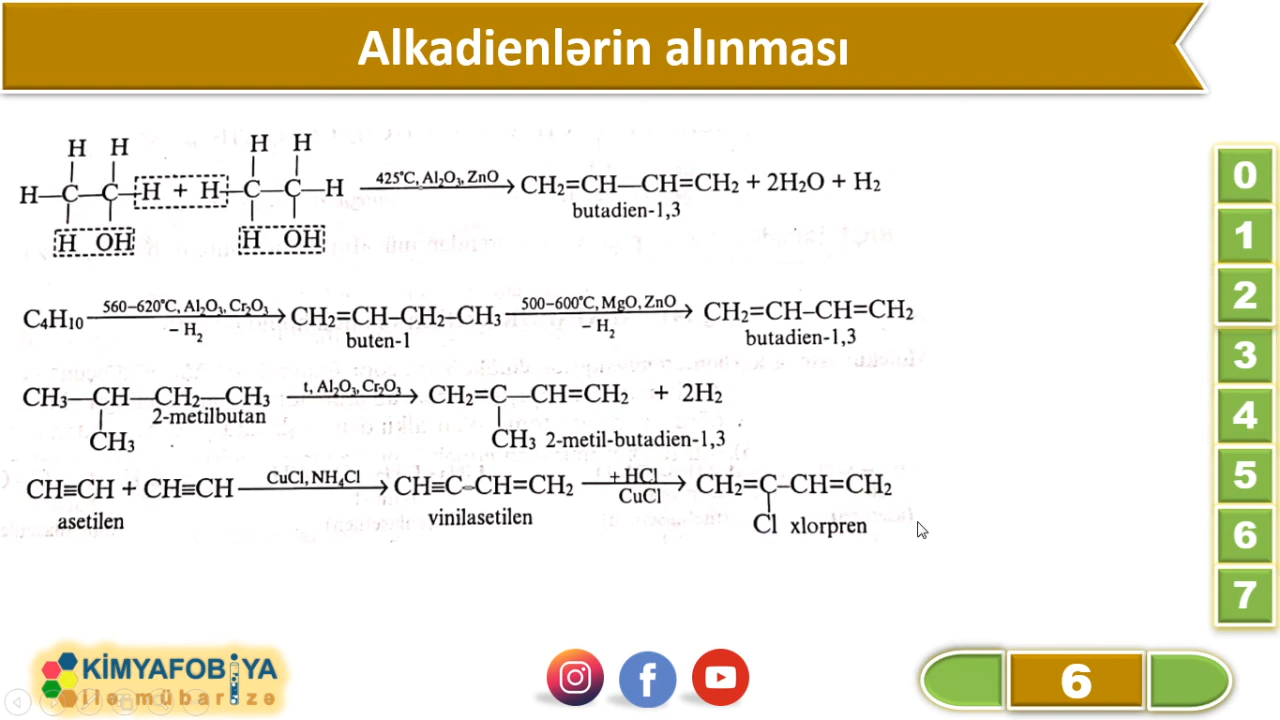 Alkadienlərin alınması
H H H H
H—C—C—H + H—C—C—H 425°C, Al₂O₃, ZnO → CH₂=CH—CH=CH₂ + 2H₂O + H₂
H OH H OH butadien-1,3
C₄H₁₀ 560–620°C, Al₂O₃, Cr₂O₃ – H₂ → CH₂=CH–CH₂–CH₃ 500–600°C, MgO, ZnO – H₂ → CH₂=CH–CH=CH₂
buten-1 butadien-1,3
CH₃—CH—CH₂—CH₃ t, Al₂O₃, Cr₂O₃ → CH₂=C—CH=CH₂ + 2H₂
2-metilbutan
CH₃ CH₃ 2-metil-butadien-1,3
CH≡CH + CH≡CH CuCl, NH₄Cl → CH≡C–CH=CH₂ +HCl CuCl → CH₂=C–CH=CH₂
asetilen vinilasetilen Cl xlorpren
0
1
2
3
4
5
6
7
KİMYAFOBİYA
ilə mübarizə
6